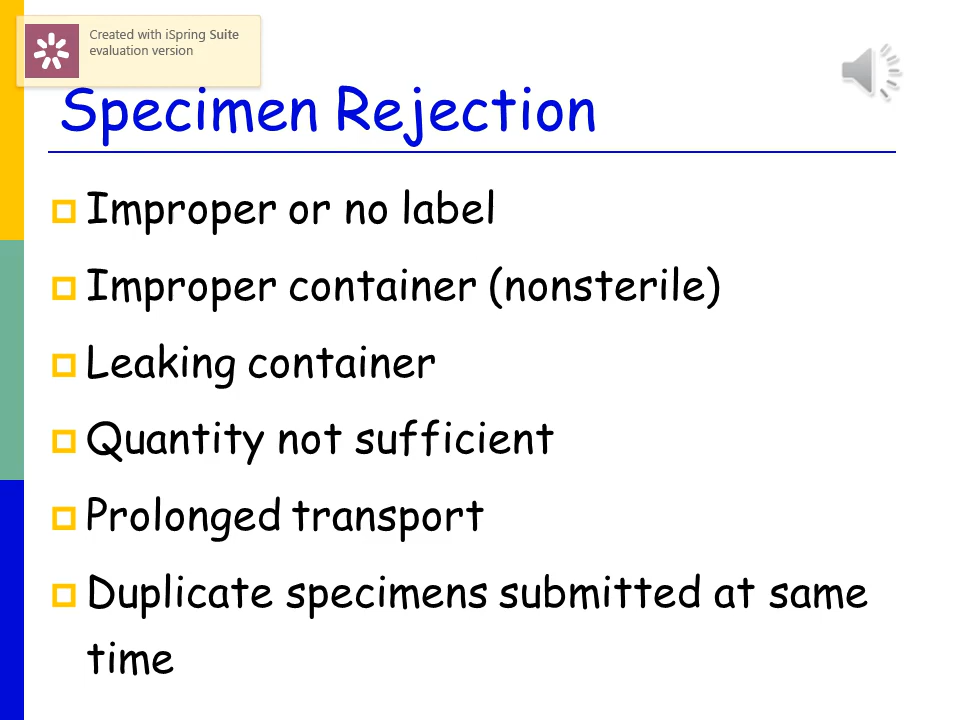 Created with iSpring Suite
evaluation version
Specimen Rejection
Improper or no label
Improper container (nonsterile)
Leaking container
Quantity not sufficient
Prolonged transport
Duplicate specimens submitted at same
time